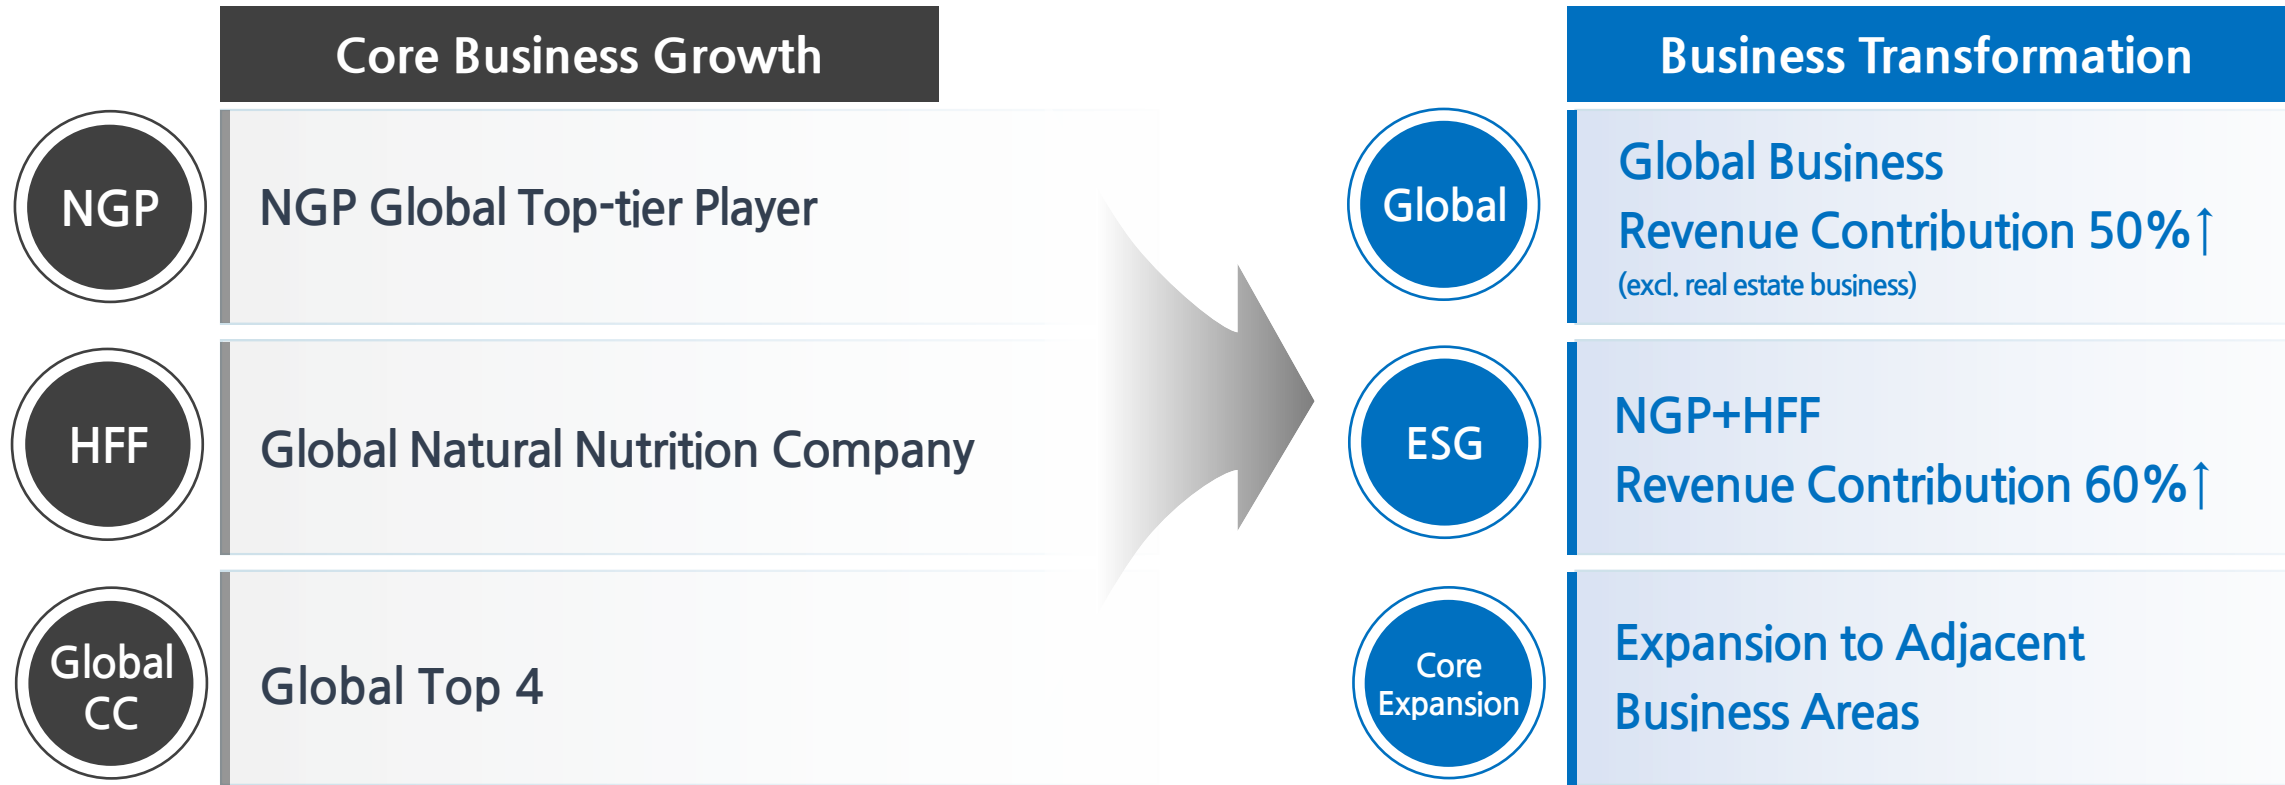 Core Business Growth
NGP
NGP Global Top-tier Player
HFF
Global Natural Nutrition Company
Global
CC
Global Top 4
Business Transformation
Global
Global Business
Revenue Contribution 50%↑
(excl. real estate business)
ESG
NGP+HFF
Revenue Contribution 60%↑
Core
Expansion
Expansion to Adjacent
Business Areas